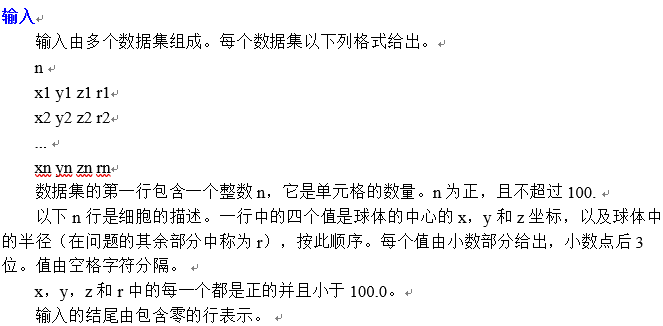 输入
输入由多个数据集组成。每个数据集以下列格式给出。
n
x1 y1 z1 r1
x2 y2 z2 r2
...
xn yn zn rn
数据集的第一行包含一个整数 n，它是单元格的数量。n 为正，且不超过 100.
以下 n 行是细胞的描述。一行中的四个值是球体的中心的 x，y 和 z 坐标，以及球体中
的半径（在问题的其余部分中称为 r），按此顺序。每个值由小数部分给出，小数点后 3
位。值由空格字符分隔。
x，y，z 和 r 中的每一个都是正的并且小于 100.0。
输入的结尾由包含零的行表示。